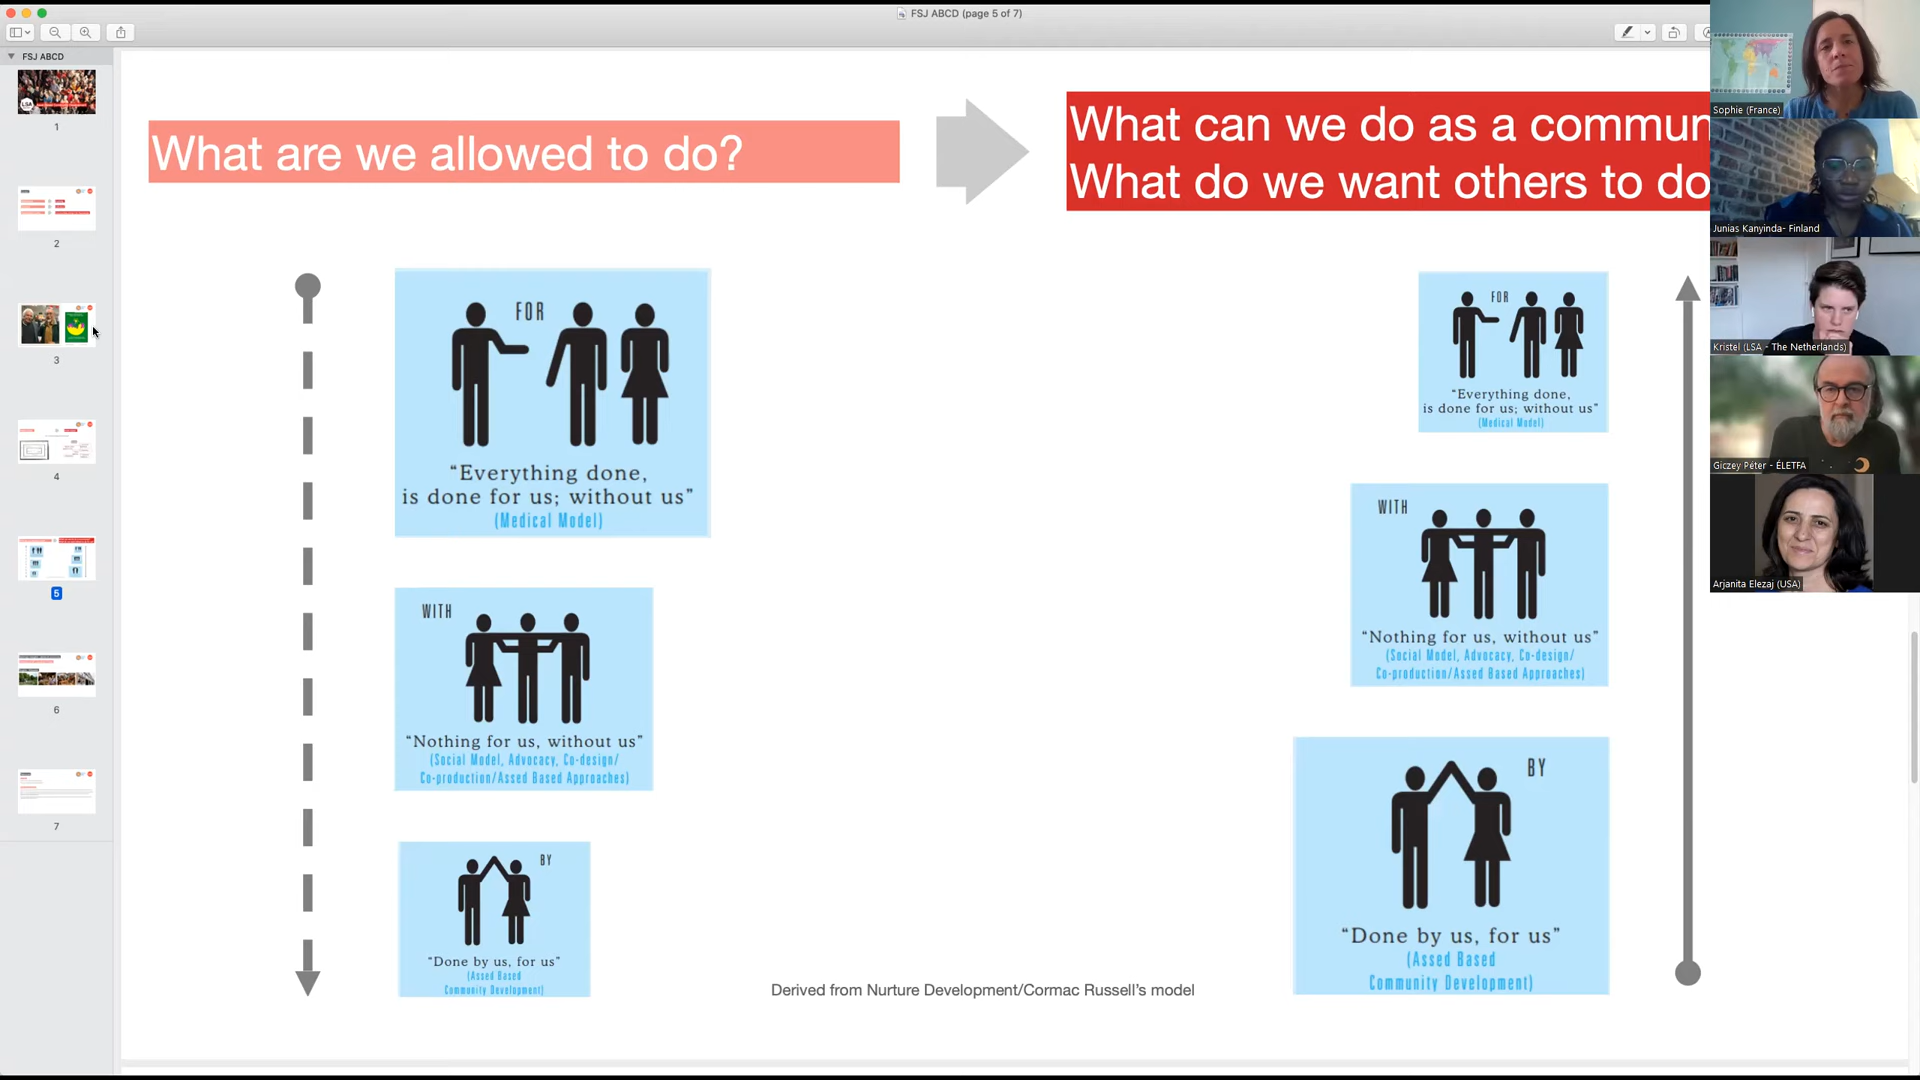 FSJ ABCD (page 5 of 7)
FSJ ABCD
1
2
3
4
5
6
7
LSA
What are we allowed to do?
What can we do as a commun
What do we want others to do
FOR
“Everything done,
is done for us; without us”
(Medical Model)
WITH
“Nothing for us, without us”
(Social Model, Advocacy, Co-design/
Co-production/Assed Based Approaches)
BY
“Done by us, for us”
(Assed Based
Community Development)
FOR
“Everything done,
is done for us; without us”
(Medical Model)
WITH
“Nothing for us, without us”
(Social Model, Advocacy, Co-design/
Co-production/Assed Based Approaches)
BY
“Done by us, for us”
(Assed Based
Community Development)
Derived from Nurture Development/Cormac Russell’s model
Sophie (France)
Junias Kanyinda- Finland
Kristel (LSA - The Netherlands)
Giczey Péter - ÉLETFA
Arjanita Elezaj (USA)